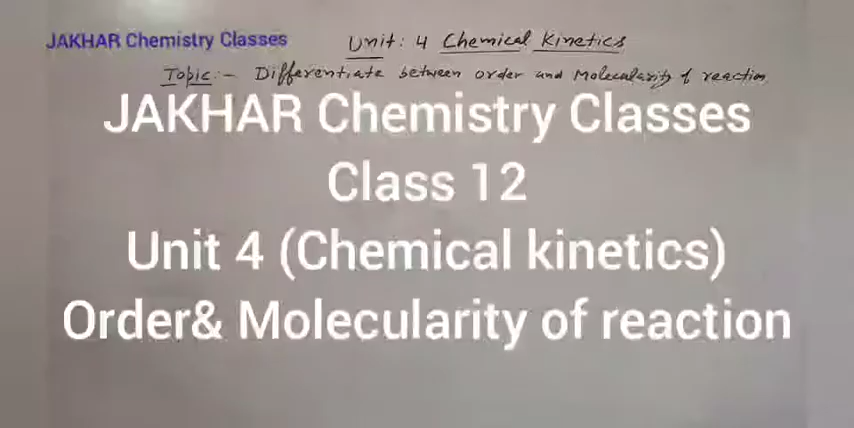 JAKHAR Chemistry Classes Unit: 4 Chemical Kinetics
Topic:- Differentiate between order and Molecularity of reaction
JAKHAR Chemistry Classes
Class 12
Unit 4 (Chemical kinetics)
Order& Molecularity of reaction